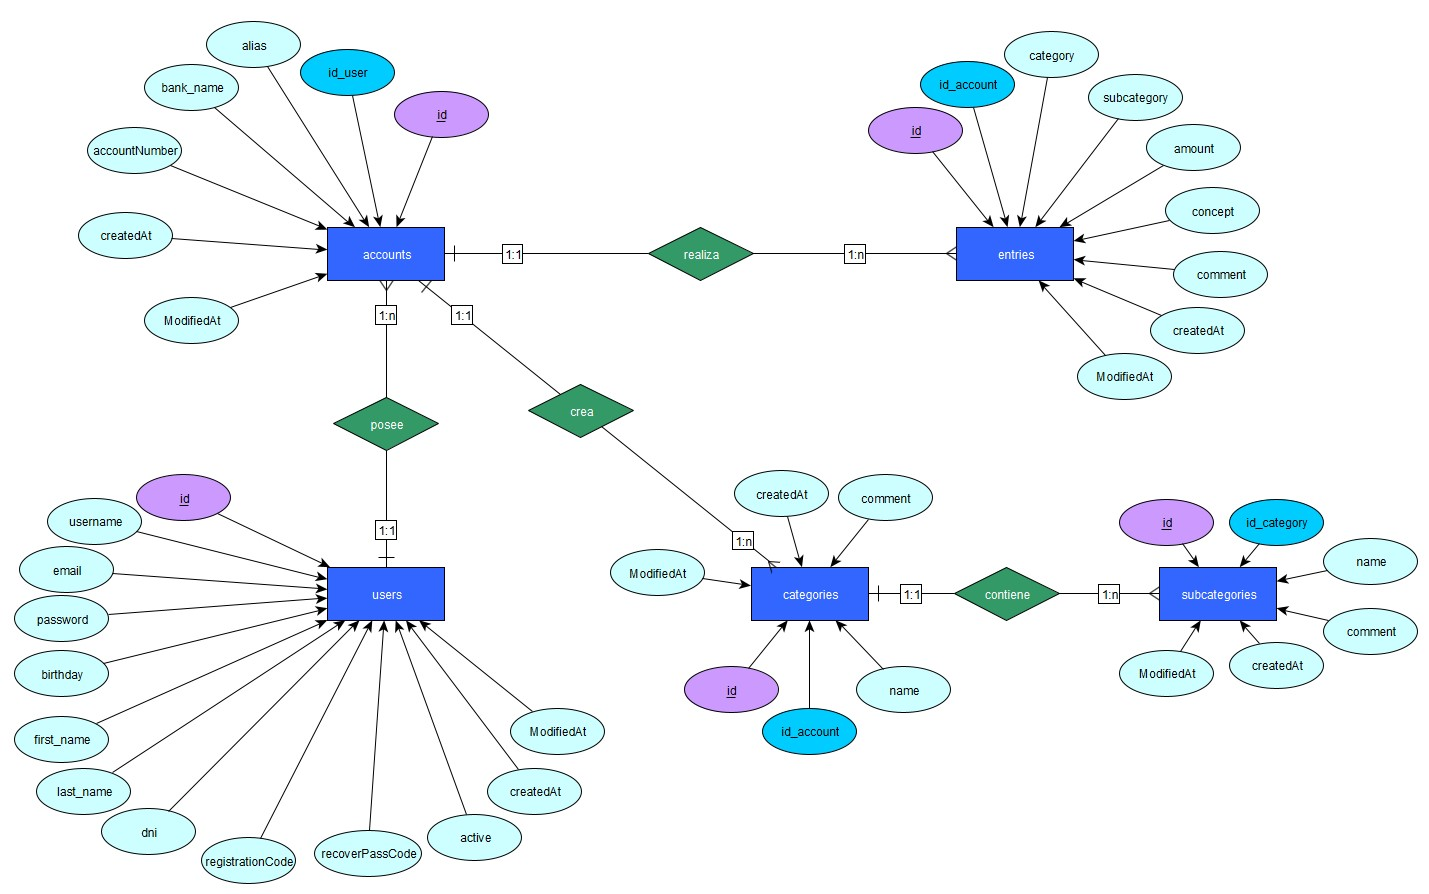 alias
id_user
bank_name
id
accountNumber
createdAt
ModifiedAt
accounts
1:1
realiza
1:n
entries
category
id_account
subcategory
id
amount
concept
comment
createdAt
ModifiedAt
1:n
1:1
posee
crea
1:1
1:n
id
username
email
password
birthday
first_name
last_name
dni
registrationCode
recoverPassCode
active
createdAt
ModifiedAt
users
createdAt
comment
ModifiedAt
categories
id
id_account
name
1:1
contiene
1:n
id
id_category
name
subcategories
comment
ModifiedAt
createdAt